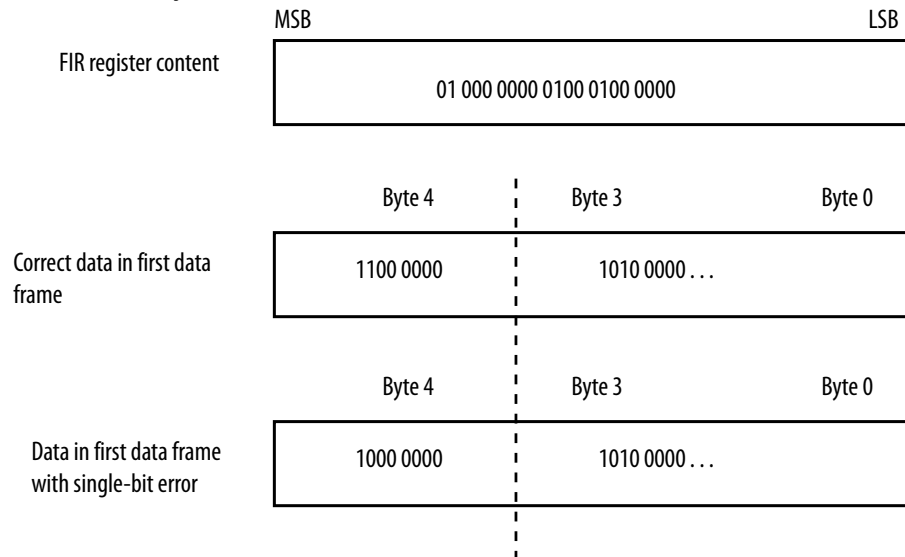 MSB LSB
FIR register content
01 000 0000 0100 0100 0000
Byte 4 Byte 3 Byte 0
Correct data in first data
frame
1100 0000 1010 0000 . . .
Byte 4 Byte 3 Byte 0
Data in first data frame
with single-bit error
1000 0000 1010 0000 . . .